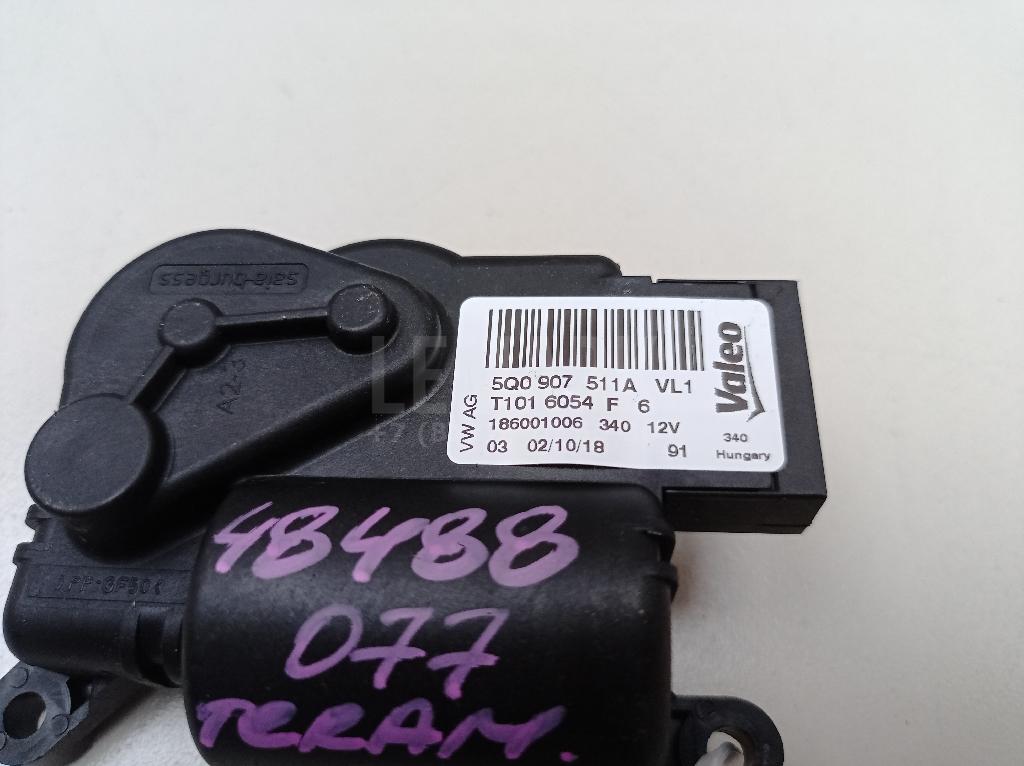 saia-burgess
A2-3
5Q0 907 511A VL1
T101 6054 F 6
186001006 340 12V
03 02/10/18 91
VW AG
Valeo
340
Hungary
48488
077
TERAM.